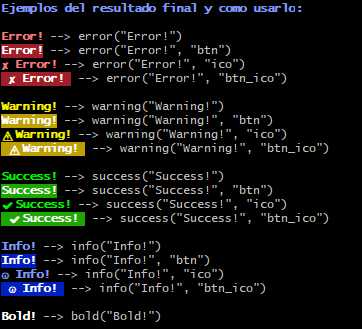 Ejemplos del resultado final y como usarlo:
Error! --> error("Error!")
Error! --> error("Error!", "btn")
✗ Error! --> error("Error!", "ico")
✗ Error! --> error("Error!", "btn_ico")
Warning! --> warning("Warning!")
Warning! --> warning("Warning!", "btn")
⚠ Warning! --> warning("Warning!", "ico")
⚠ Warning! --> warning("Warning!", "btn_ico")
Success! --> success("Success!")
Success! --> success("Success!", "btn")
✔ Success! --> success("Success!", "ico")
✔ Success! --> success("Success!", "btn_ico")
Info! --> info("Info!")
Info! --> info("Info!", "btn")
🛈 Info! --> info("Info!", "ico")
🛈 Info! --> info("Info!", "btn_ico")
Bold! --> bold("Bold!")